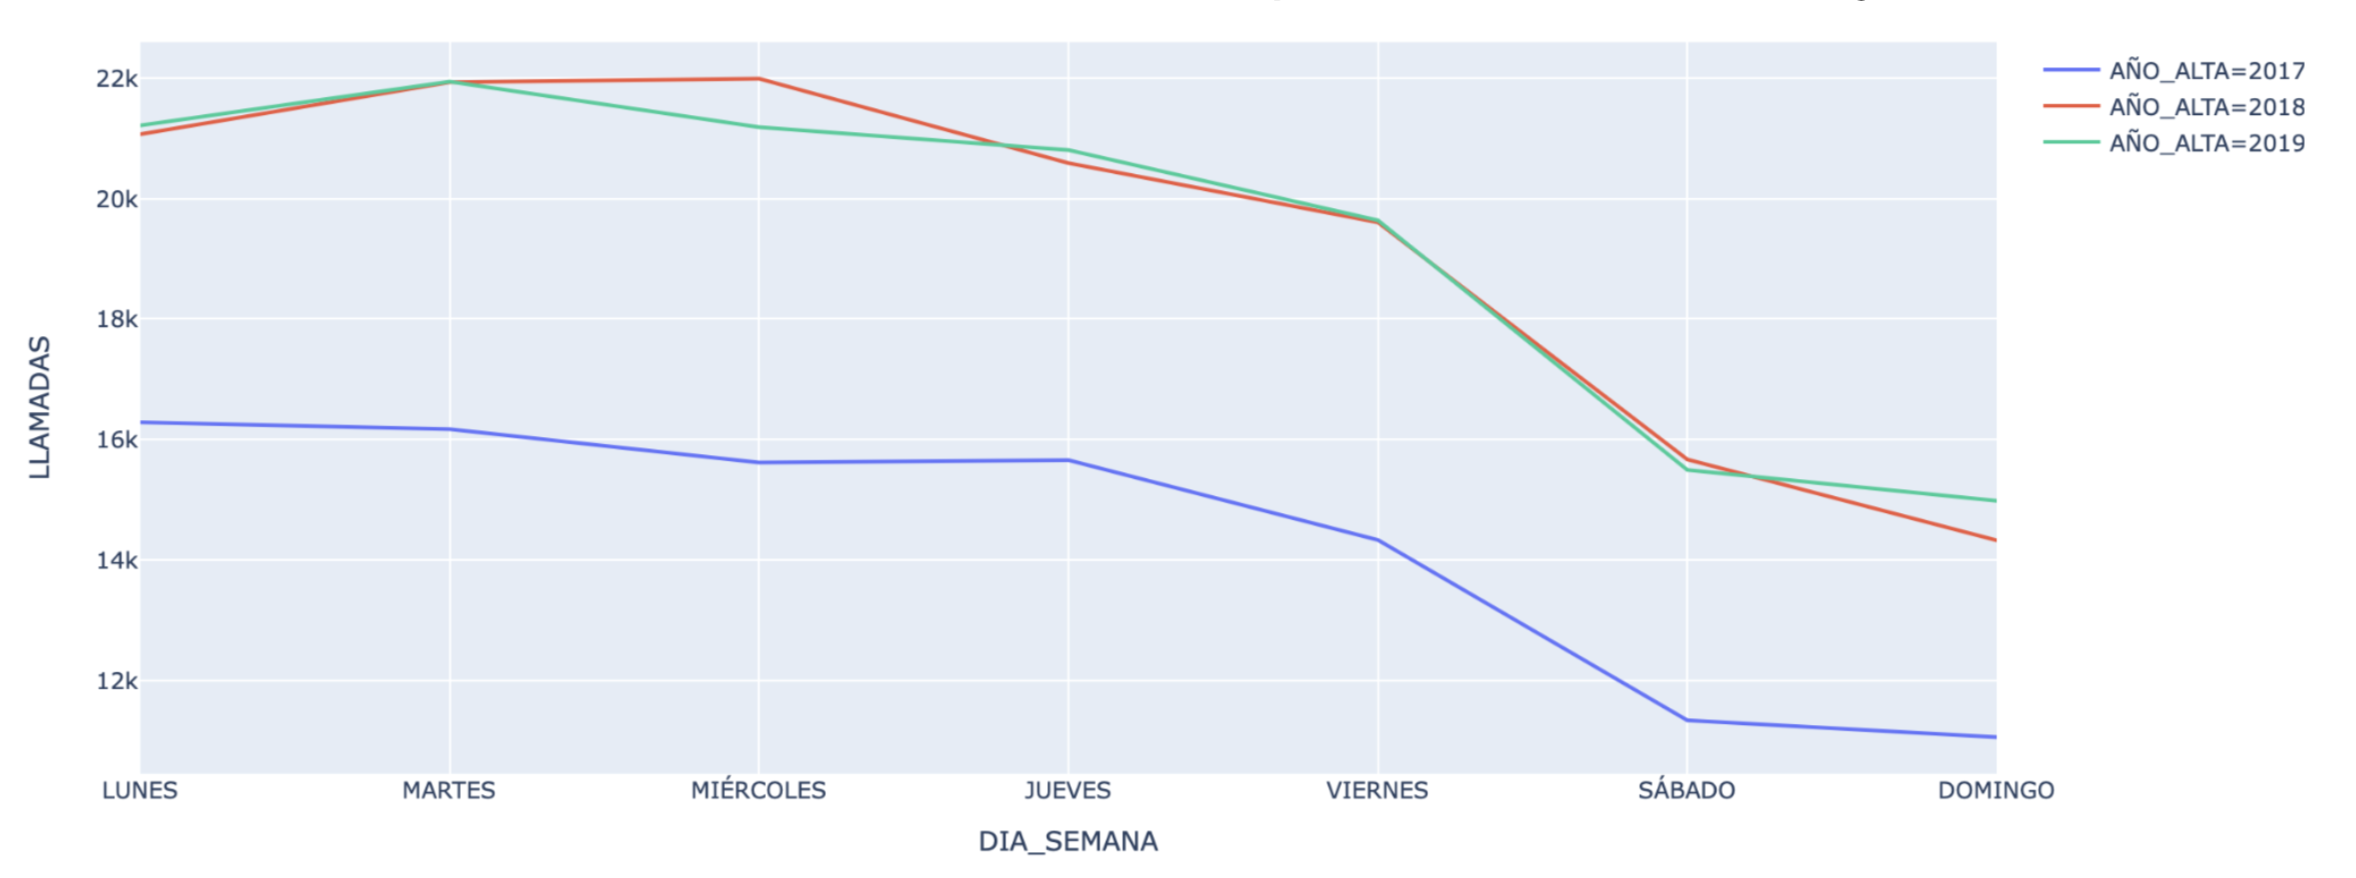 22k
20k
18k
16k
14k
12k
LLAMADAS
LUNES MARTES MIÉRCOLES JUEVES VIERNES SÁBADO DOMINGO
DIA_SEMANA
AÑO_ALTA=2017
AÑO_ALTA=2018
AÑO_ALTA=2019